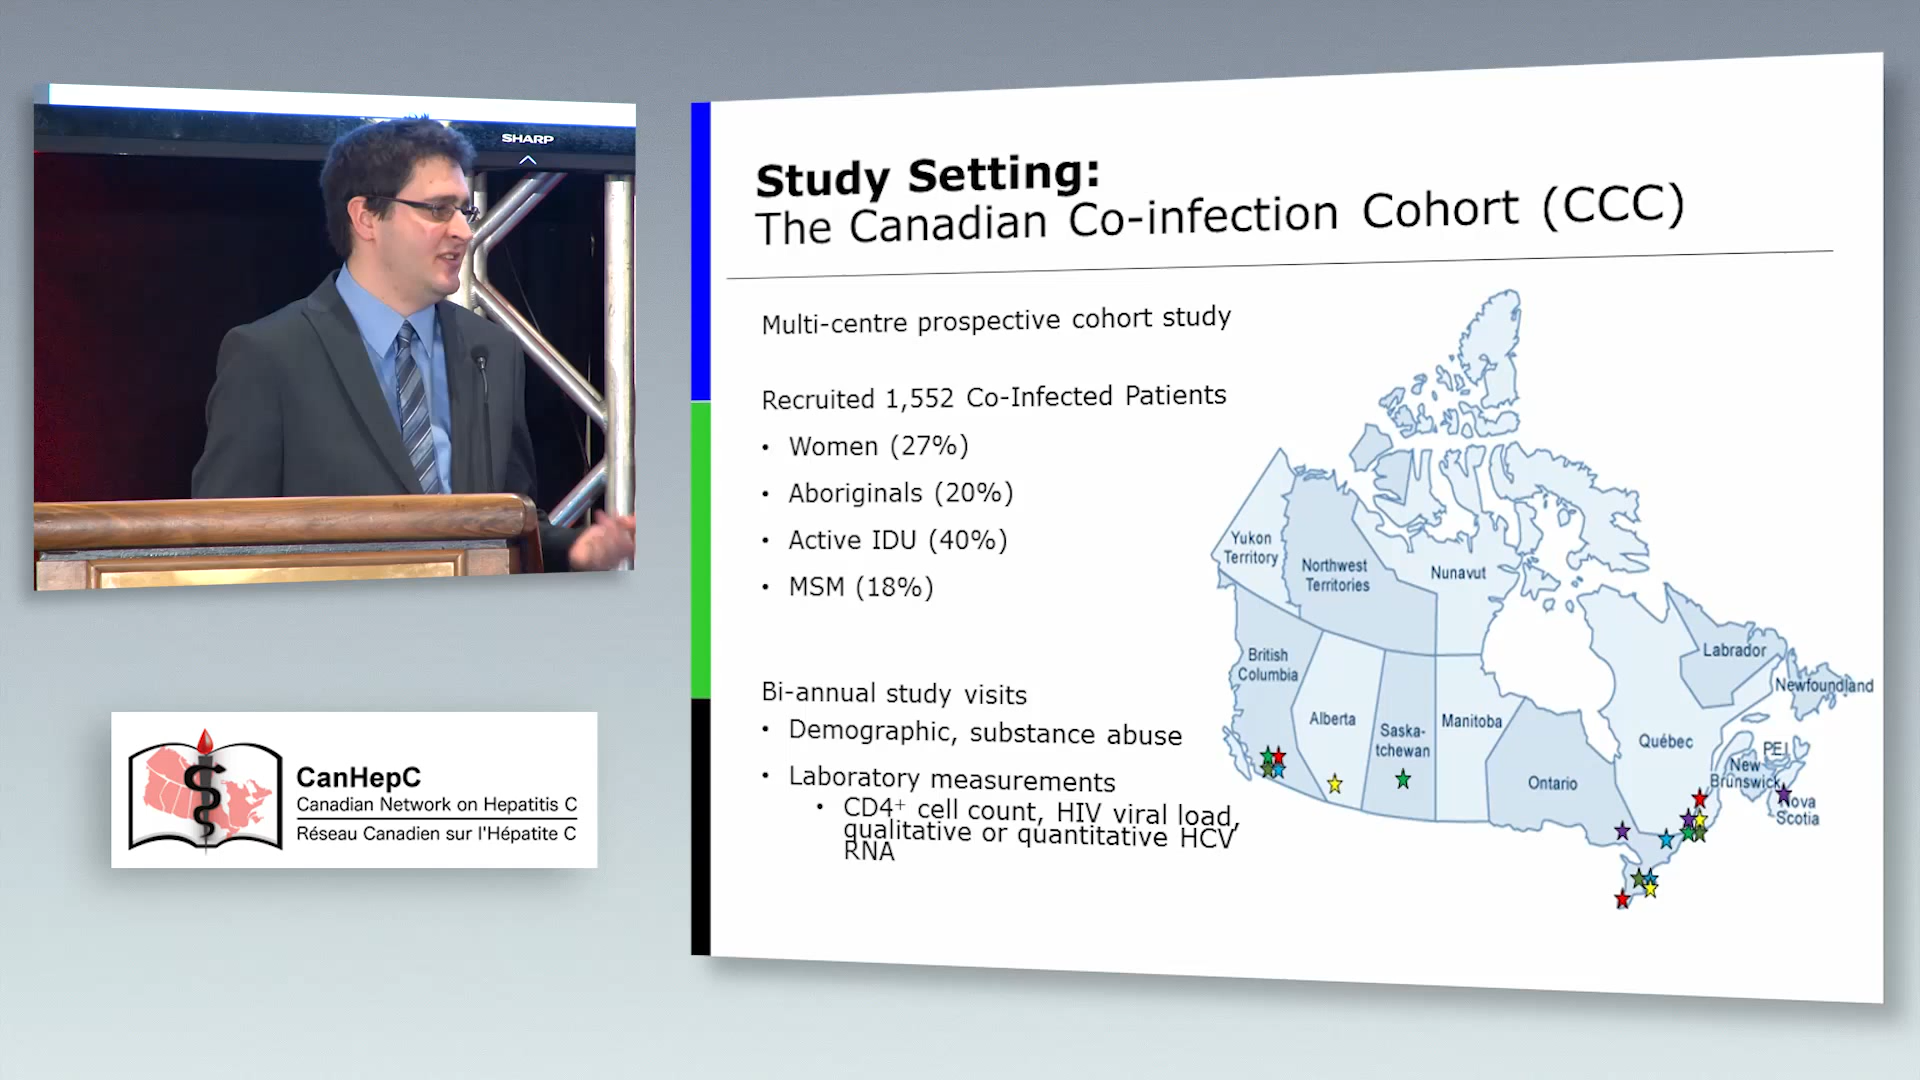 SHARP
Study Setting:
The Canadian Co-infection Cohort (CCC)
Multi-centre prospective cohort study
Recruited 1,552 Co-Infected Patients
• Women (27%)
• Aboriginals (20%)
• Active IDU (40%)
• MSM (18%)
Bi-annual study visits
• Demographic, substance abuse
• Laboratory measurements
• CD4⁺ cell count, HIV viral load,
qualitative or quantitative HCV
RNA
Yukon
Territory
Northwest
Territories
Nunavut
British
Columbia
Alberta
Saska-
tchewan
Manitoba
Ontario
Québec
Labrador
Newfoundland
PEI
New
Brunswick
Nova
Scotia
CanHepC
Canadian Network on Hepatitis C
Réseau Canadien sur l'Hépatite C